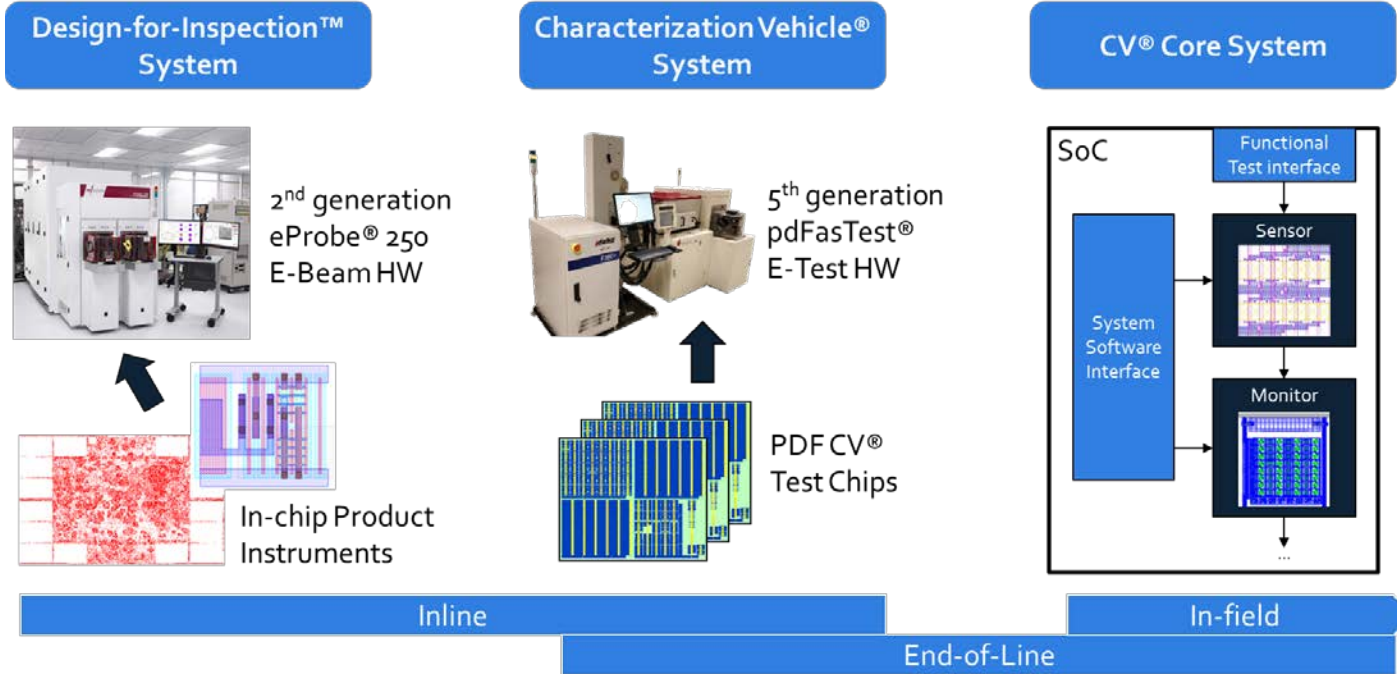 Design-for-Inspection™
System
Characterization Vehicle®
System
CV® Core System
2nd generation
eProbe® 250
E-Beam HW
5th generation
pdFasTest®
E-Test HW
SoC
Functional
Test interface
Sensor
System
Software
Interface
Monitor
...
In-chip Product
Instruments
PDF CV®
Test Chips
Inline
In-field
End-of-Line